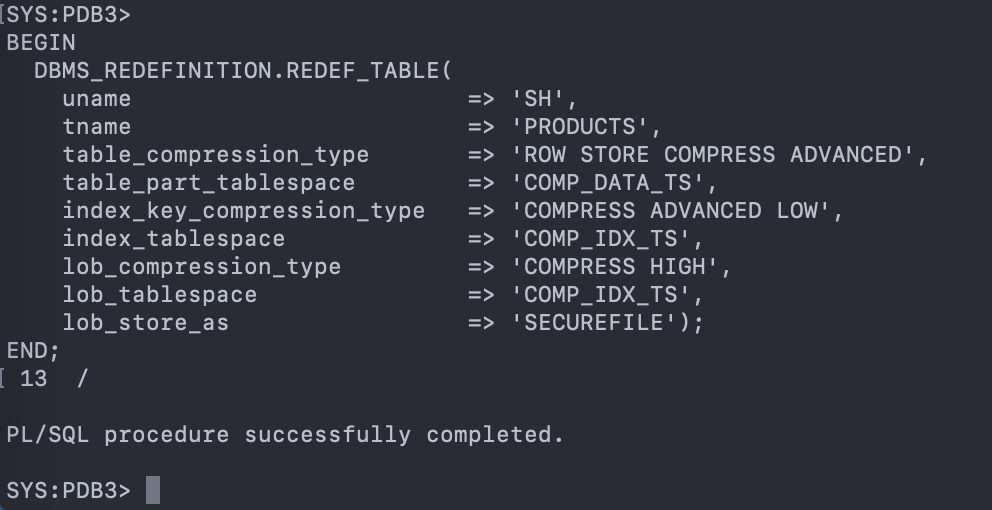 [SYS:PDB3>
BEGIN
  DBMS_REDEFINITION.REDEF_TABLE(
    uname                        => 'SH',
    tname                        => 'PRODUCTS',
    table_compression_type       => 'ROW STORE COMPRESS ADVANCED',
    table_part_tablespace        => 'COMP_DATA_TS',
    index_key_compression_type   => 'COMPRESS ADVANCED LOW',
    index_tablespace             => 'COMP_IDX_TS',
    lob_compression_type         => 'COMPRESS HIGH',
    lob_tablespace               => 'COMP_IDX_TS',
    lob_store_as                 => 'SECUREFILE');
END;
[ 13  /
PL/SQL procedure successfully completed.
SYS:PDB3>